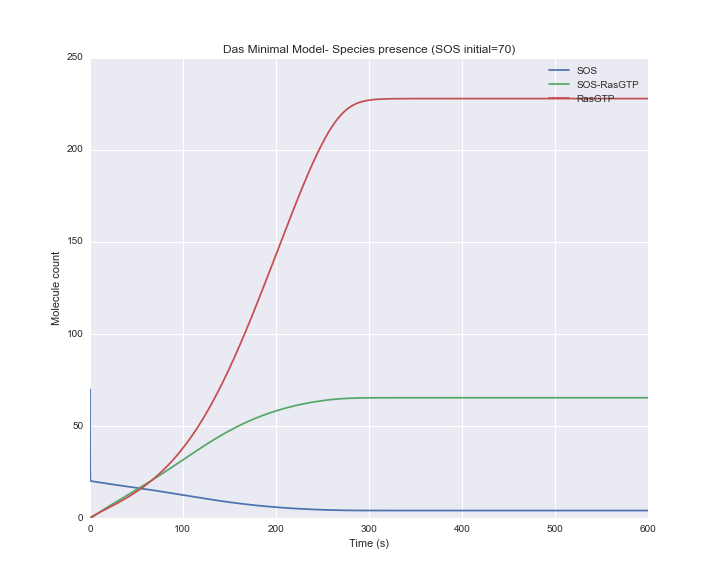 Das Minimal Model- Species presence (SOS initial=70)
250
200
150
100
50
0
Molecule count
SOS
SOS-RasGTP
RasGTP
0 100 200 300 400 500 600
Time (s)